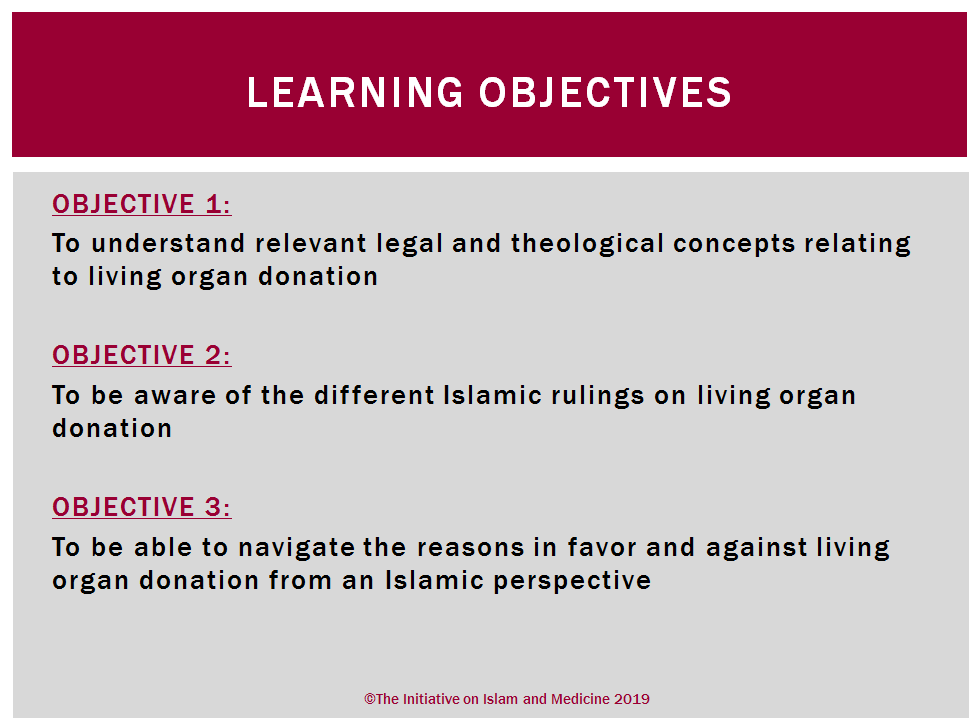 LEARNING OBJECTIVES
OBJECTIVE 1:
To understand relevant legal and theological concepts relating
to living organ donation
OBJECTIVE 2:
To be aware of the different Islamic rulings on living organ
donation
OBJECTIVE 3:
To be able to navigate the reasons in favor and against living
organ donation from an Islamic perspective
©The Initiative on Islam and Medicine 2019